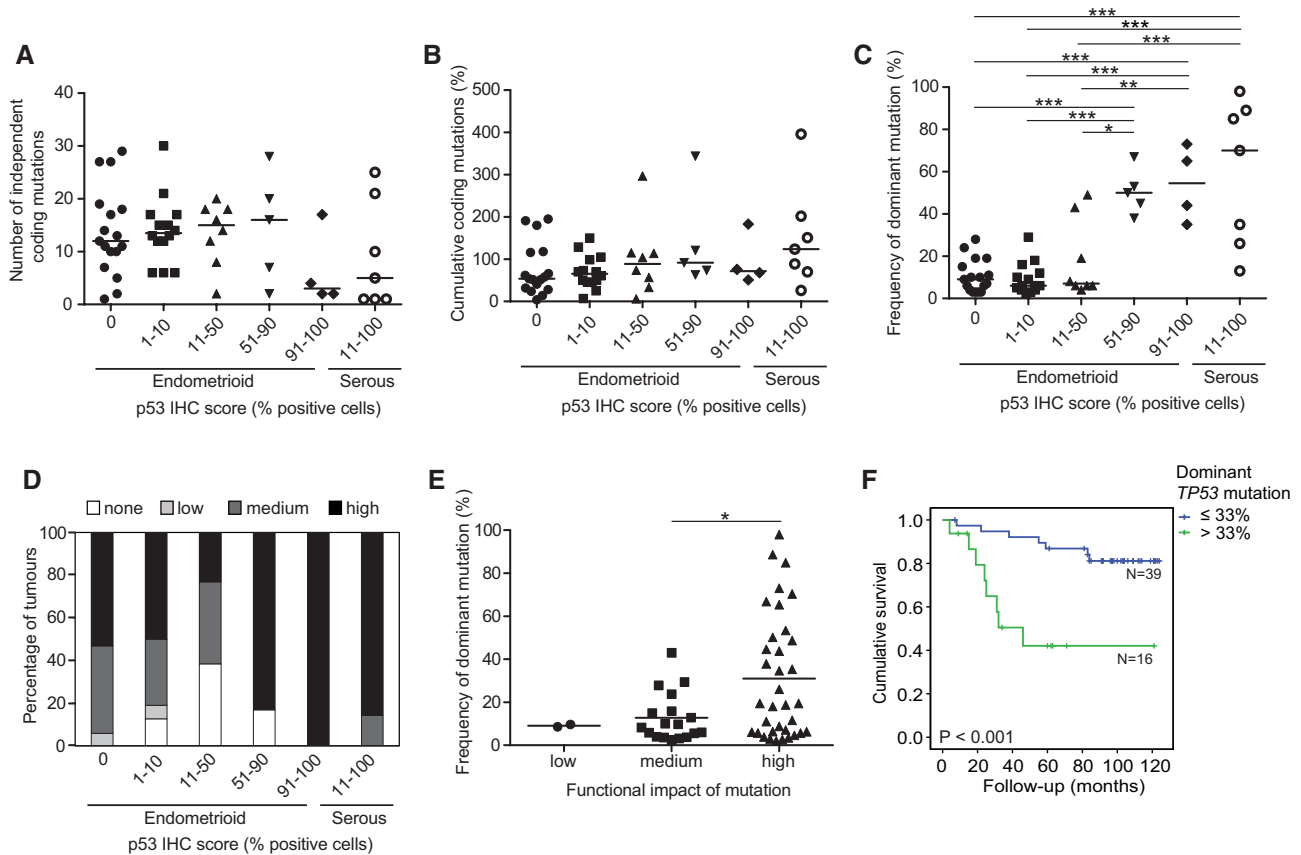 A
Number of independent
coding mutations
40
30
20
10
0
0
1-10
11-50
51-90
91-100
11-100
Endometrioid
Serous
p53 IHC score (% positive cells)
B
Cumulative coding mutations (%)
500
400
300
200
100
0
0
1-10
11-50
51-90
91-100
11-100
Endometrioid
Serous
p53 IHC score (% positive cells)
C
Frequency of dominant mutation (%)
***
***
***
***
***
**
***
***
*
100
80
60
40
20
0
0
1-10
11-50
51-90
91-100
11-100
Endometrioid
Serous
p53 IHC score (% positive cells)
D
none low medium high
Percentage of tumours
100
80
60
40
20
0
0
1-10
11-50
51-90
91-100
11-100
Endometrioid
Serous
p53 IHC score (% positive cells)
E
Frequency of dominant mutation (%)
*
100
80
60
40
20
0
low
medium
high
Functional impact of mutation
F
Dominant
TP53 mutation
≤ 33%
> 33%
Cumulative survival
1.0
0.8
0.6
0.4
0.2
0.0
N=39
N=16
P < 0.001
0 20 40 60 80 100 120
Follow-up (months)